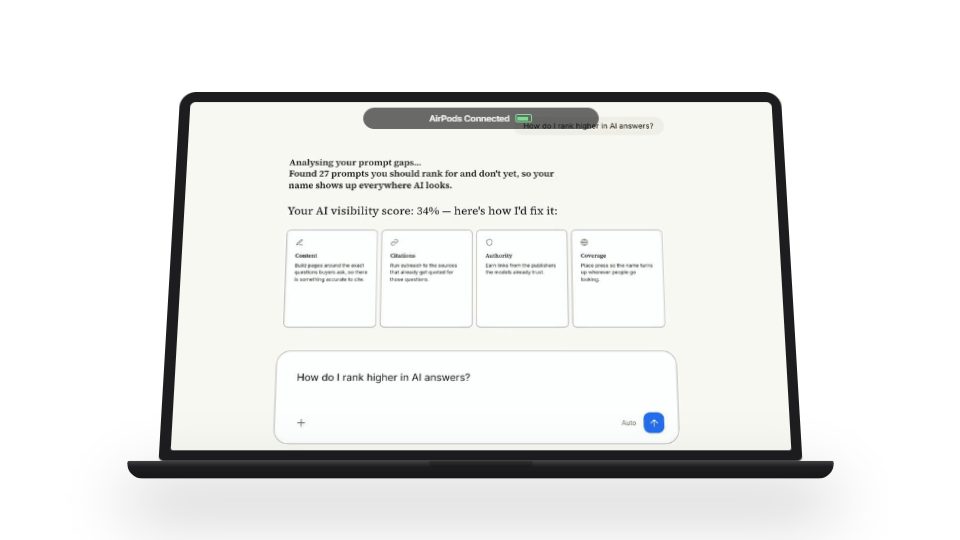 AirPods Connected
How do I rank higher in AI answers?
Analysing your prompt gaps...
Found 27 prompts you should rank for and don't yet, so your
name shows up everywhere AI looks.
Your AI visibility score: 34% — here's how I'd fix it:
Content
Build pages around the exact
questions buyers ask, so there
is something accurate to cite.
Citations
Run outreach to the sources
that already get quoted for
those questions.
Authority
Earn links from the publishers
the models already trust.
Coverage
Place press so the name turns
up wherever people go
looking.
How do I rank higher in AI answers?
Auto